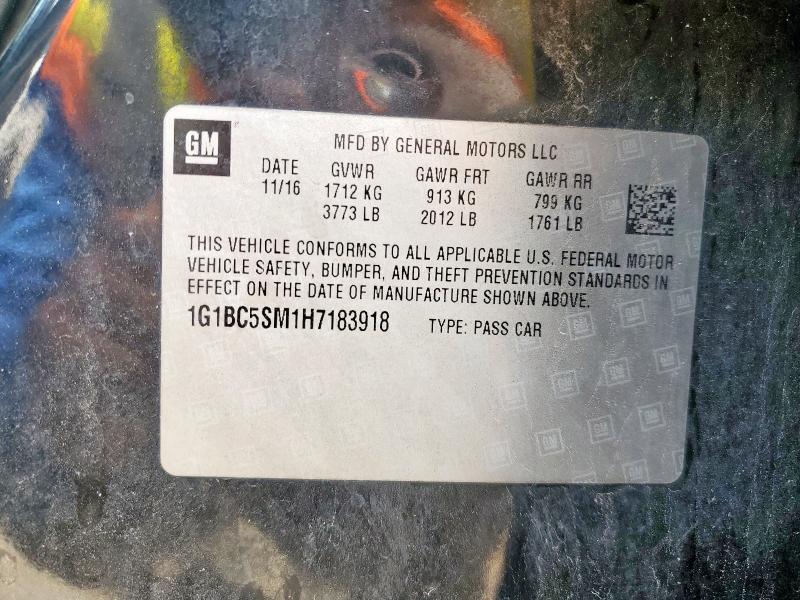 GM
MFD BY GENERAL MOTORS LLC
DATE GVWR GAWR FRT GAWR RR
11/16 1712 KG 913 KG 799 KG
3773 LB 2012 LB 1761 LB
THIS VEHICLE CONFORMS TO ALL APPLICABLE U.S. FEDERAL MOTOR
VEHICLE SAFETY, BUMPER, AND THEFT PREVENTION STANDARDS IN
EFFECT ON THE DATE OF MANUFACTURE SHOWN ABOVE.
1G1BC5SM1H7183918 TYPE: PASS CAR